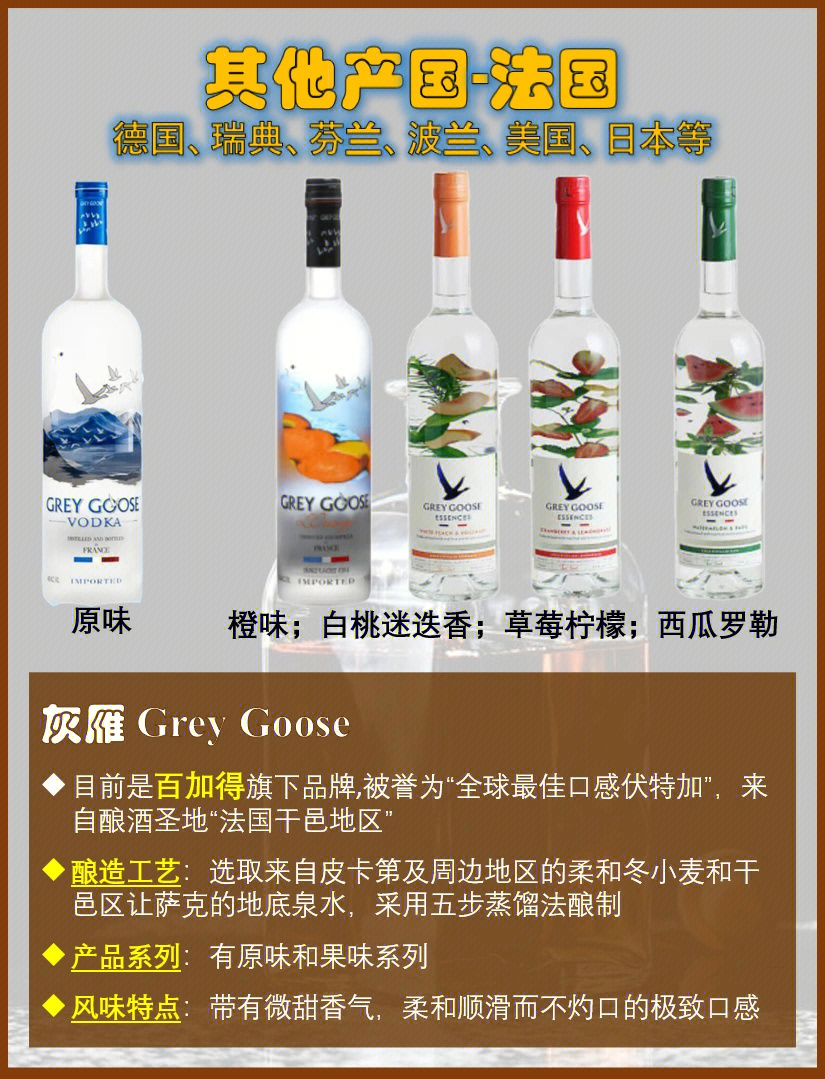 其他产国-法国
德国、瑞典、芬兰、波兰、美国、日本等
GREY GOOSE
VODKA
DISTILLED AND BOTTLED
FRANCE
IMPORTED
GREY GOOSE
FRANCE
IMPORTED
GREY GOOSE
ESSENCES
GREY GOOSE
ESSENCES
STRAWBERRY & LEMONGRASS
GREY GOOSE
ESSENCES
WATERMELON & BASIL
原味
橙味；白桃迷迭香；草莓柠檬；西瓜罗勒
灰雁 Grey Goose
◆ 目前是百加得旗下品牌,被誉为“全球最佳口感伏特加”，来
自酿酒圣地“法国干邑地区”
◆ 酿造工艺：选取来自皮卡第及周边地区的柔和冬小麦和干
邑区让萨克的地底泉水，采用五步蒸馏法酿制
◆ 产品系列：有原味和果味系列
◆ 风味特点：带有微甜香气，柔和顺滑而不灼口的极致口感